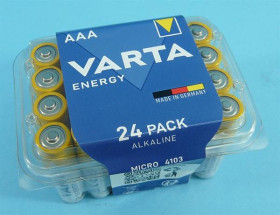 AAA
VARTA
ENERGY
MADE IN GERMANY
24 PACK
ALKALINE
MICRO 4103